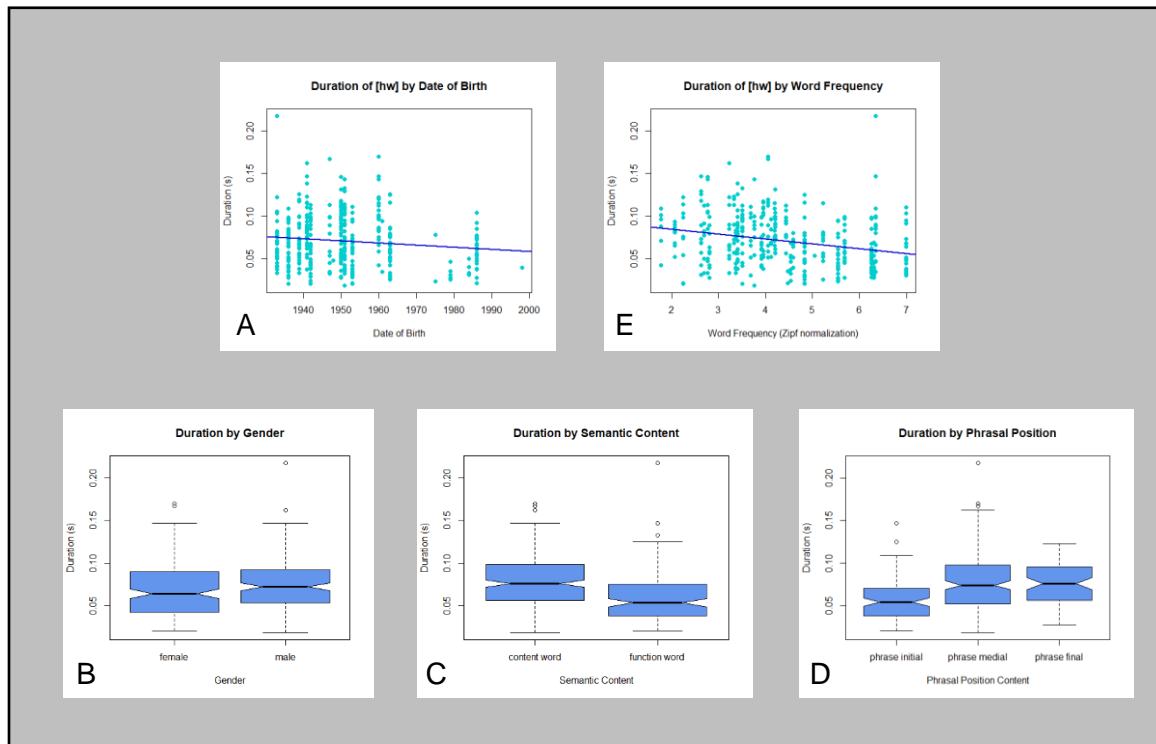 Duration of [hw] by Date of Birth
0.20
0.15
0.10
0.05
Duration (s)
1940 1950 1960 1970 1980 1990 2000
Date of Birth
A
Duration of [hw] by Word Frequency
0.20
0.15
0.10
0.05
Duration (s)
2 3 4 5 6 7
Word Frequency (Zipf normalization)
E
Duration by Gender
0.20
0.15
0.10
0.05
Duration (s)
female male
Gender
B
Duration by Semantic Content
0.20
0.15
0.10
0.05
Duration (s)
content word function word
Semantic Content
C
Duration by Phrasal Position
0.20
0.15
0.10
0.05
Duration (s)
phrase initial phrase medial phrase final
Phrasal Position Content
D